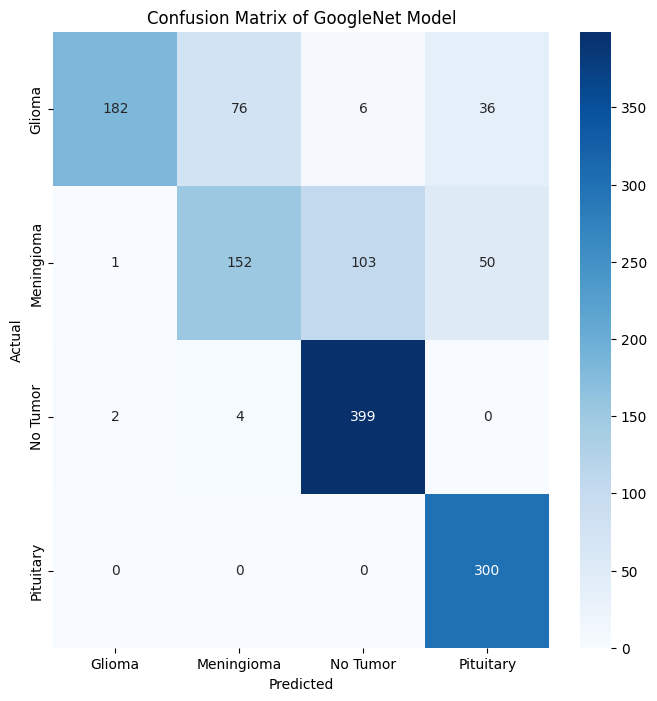 Confusion Matrix of GoogleNet Model
Actual
Glioma
182 76 6 36
Meningioma
1 152 103 50
No Tumor
2 4 399 0
Pituitary
0 0 0 300
Glioma Meningioma No Tumor Pituitary
Predicted
350
300
250
200
150
100
50
0